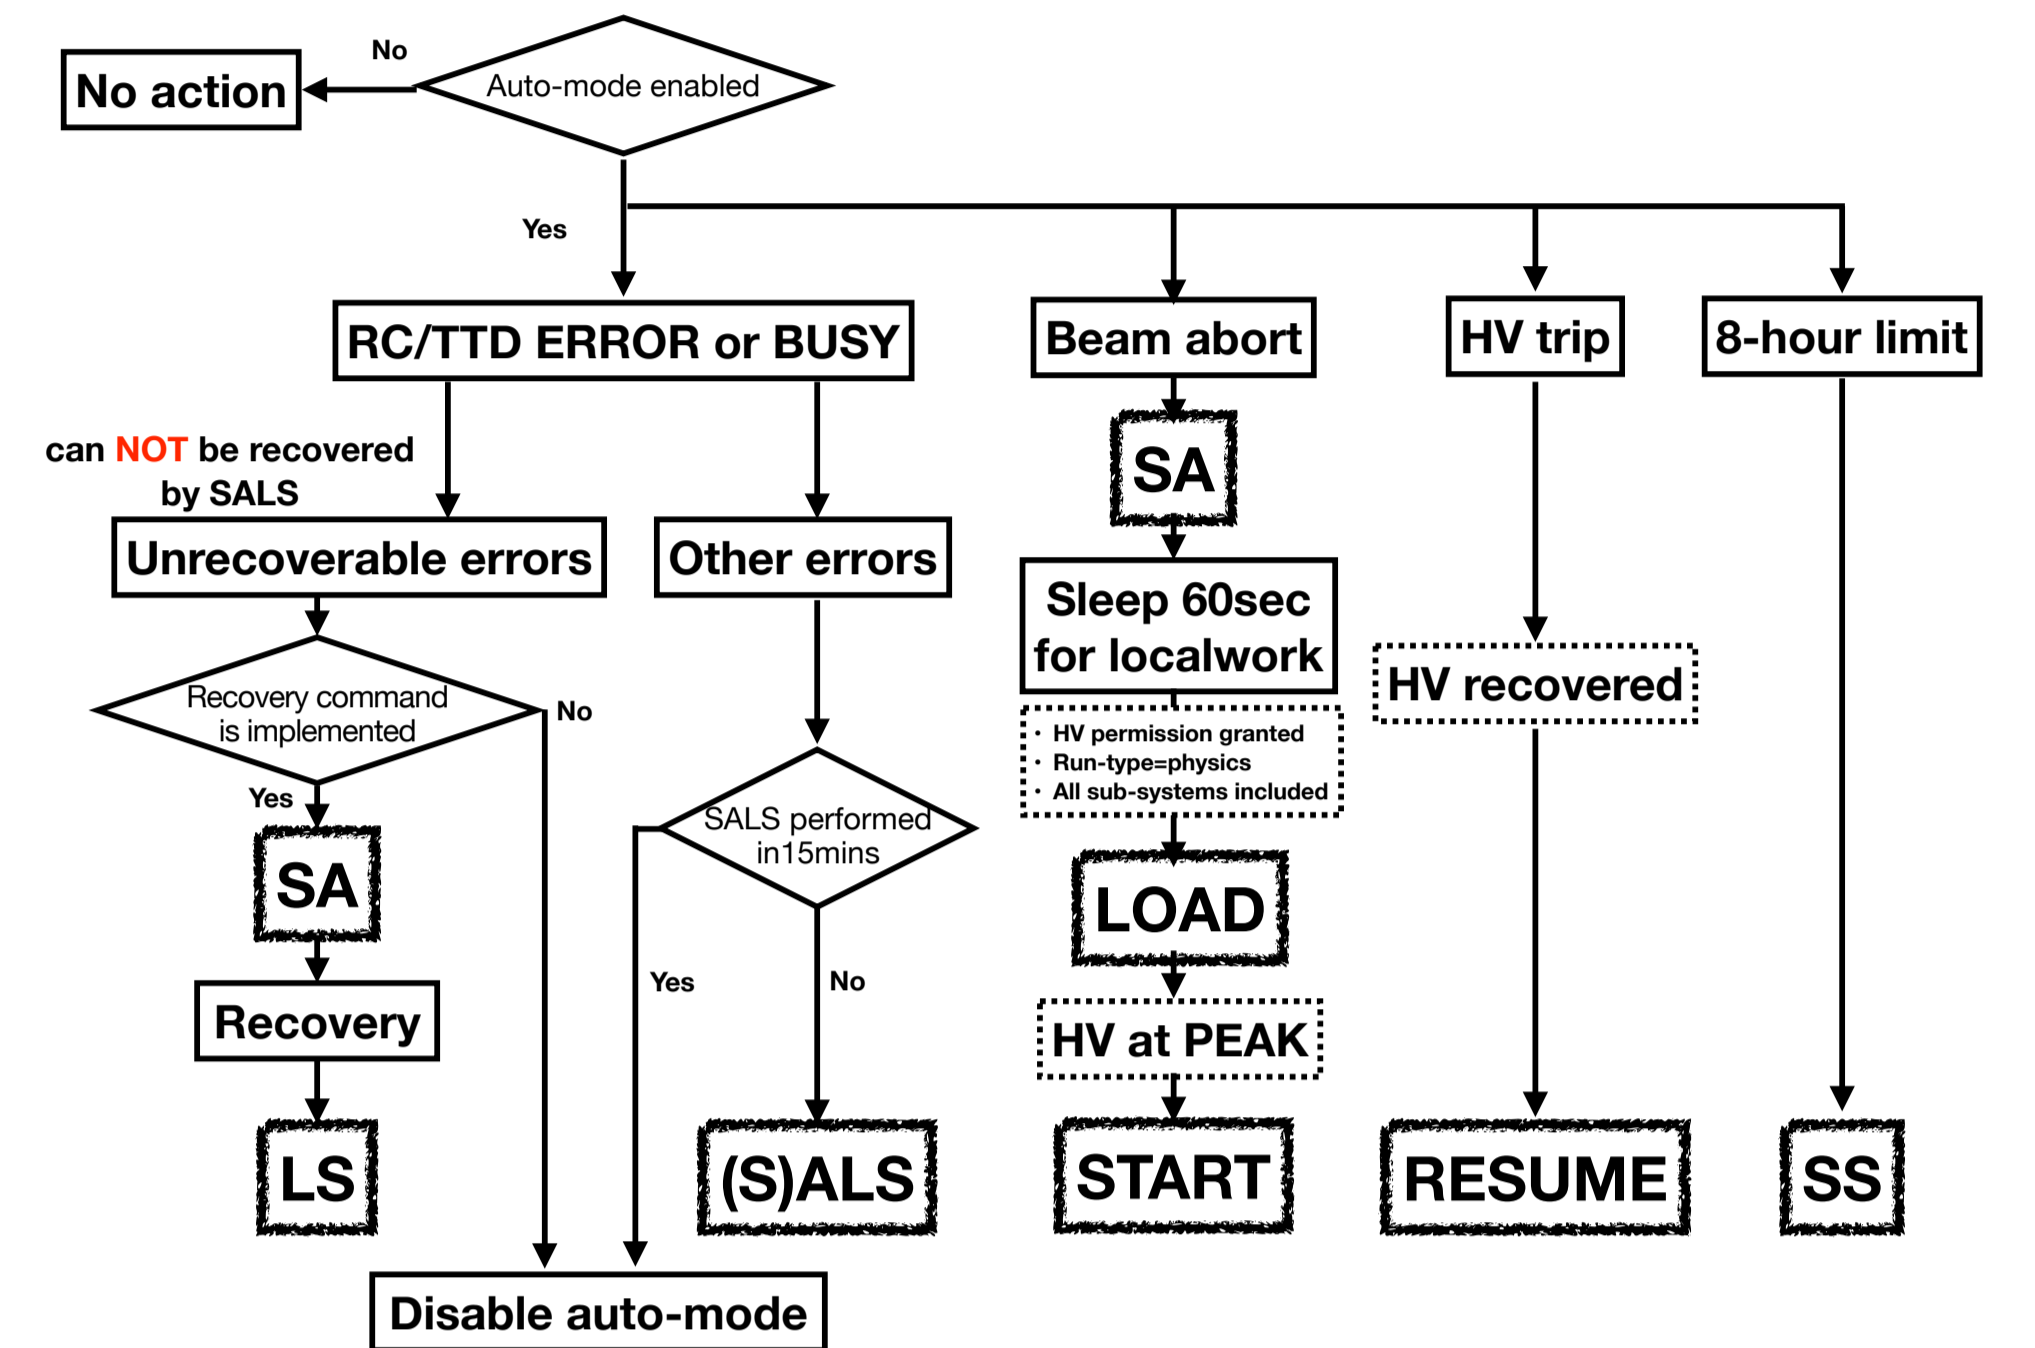 No
Auto-mode enabled
No action
Yes
RC/TTD ERROR or BUSY
Beam abort
HV trip
8-hour limit
can NOT be recovered
by SALS
SA
Unrecoverable errors
Other errors
Sleep 60sec
for localwork
Recovery command
is implemented
No
HV recovered
• HV permission granted
• Run-type=physics
• All sub-systems included
Yes
SALS performed
in15mins
SA
LOAD
Yes
No
Recovery
HV at PEAK
LS
(S)ALS
START
RESUME
SS
Disable auto-mode